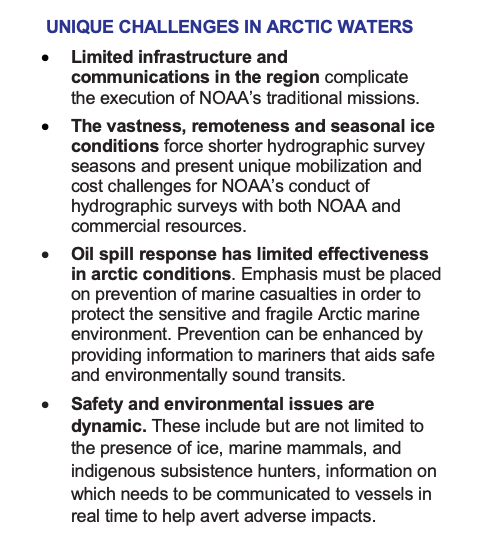 UNIQUE CHALLENGES IN ARCTIC WATERS
• Limited infrastructure and
communications in the region complicate
the execution of NOAA's traditional missions.
• The vastness, remoteness and seasonal ice
conditions force shorter hydrographic survey
seasons and present unique mobilization and
cost challenges for NOAA's conduct of
hydrographic surveys with both NOAA and
commercial resources.
• Oil spill response has limited effectiveness
in arctic conditions. Emphasis must be placed
on prevention of marine casualties in order to
protect the sensitive and fragile Arctic marine
environment. Prevention can be enhanced by
providing information to mariners that aids safe
and environmentally sound transits.
• Safety and environmental issues are
dynamic. These include but are not limited to
the presence of ice, marine mammals, and
indigenous subsistence hunters, information on
which needs to be communicated to vessels in
real time to help avert adverse impacts.